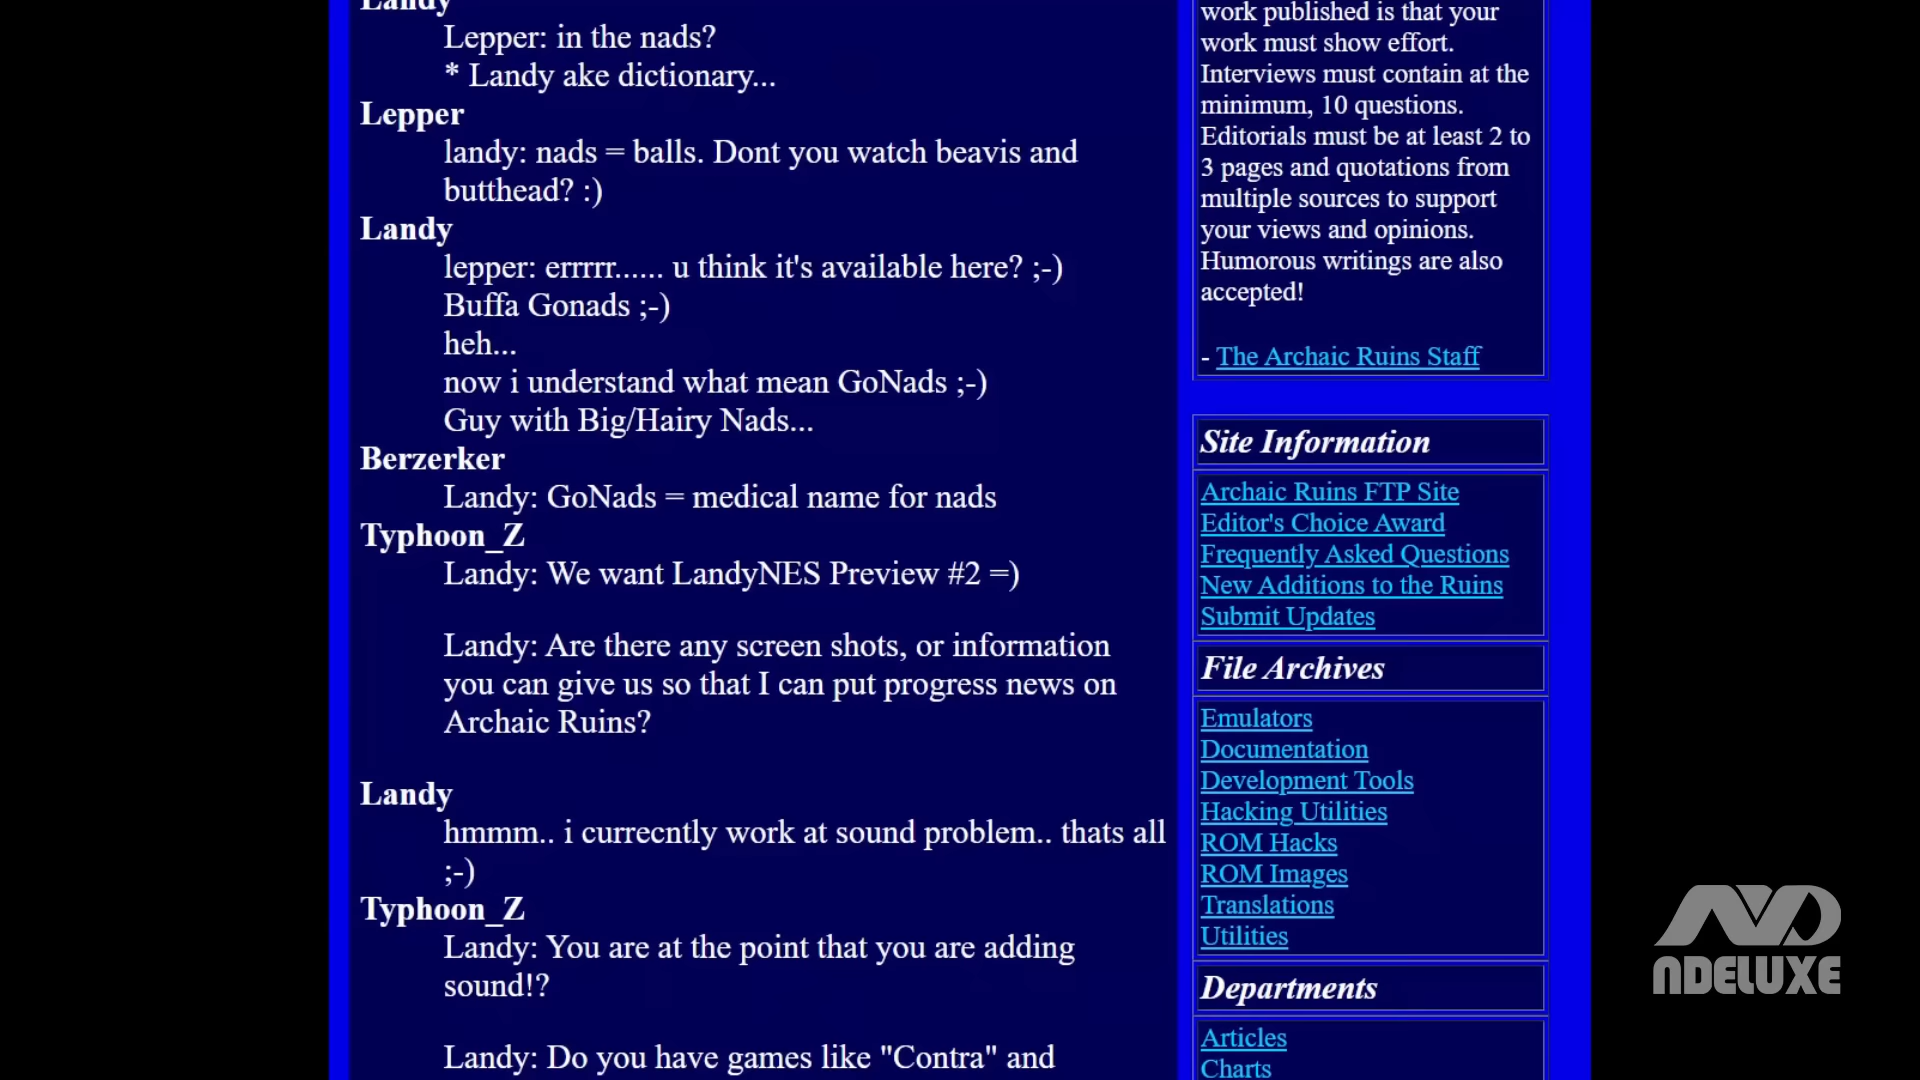 Landy
Lepper: in the nads?
* Landy ake dictionary...
Lepper
landy: nads = balls. Dont you watch beavis and
butthead? :)
Landy
lepper: errrrr...... u think it's available here? ;-)
Buffa Gonads ;-)
heh...
now i understand what mean GoNads ;-)
Guy with Big/Hairy Nads...
Berzerker
Landy: GoNads = medical name for nads
Typhoon_Z
Landy: We want LandyNES Preview #2 =)
Landy: Are there any screen shots, or information
you can give us so that I can put progress news on
Archaic Ruins?
Landy
hmmm.. i currecntly work at sound problem.. thats all
;-)
Typhoon_Z
Landy: You are at the point that you are adding
sound!?
Landy: Do you have games like "Contra" and
work published is that your
work must show effort.
Interviews must contain at the
minimum, 10 questions.
Editorials must be at least 2 to
3 pages and quotations from
multiple sources to support
your views and opinions.
Humorous writings are also
accepted!
- The Archaic Ruins Staff
Site Information
Archaic Ruins FTP Site
Editor's Choice Award
Frequently Asked Questions
New Additions to the Ruins
Submit Updates
File Archives
Emulators
Documentation
Development Tools
Hacking Utilities
ROM Hacks
ROM Images
Translations
Utilities
Departments
Articles
Charts
NDELUXE